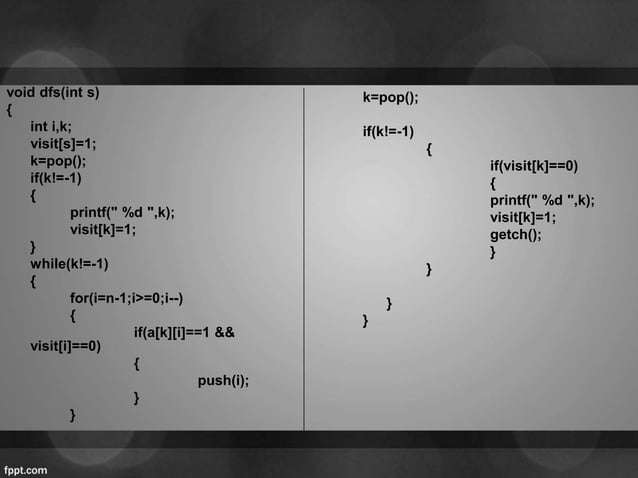 void dfs(int s)
{
int i,k;
visit[s]=1;
k=pop();
if(k!=-1)
{
printf(" %d ",k);
visit[k]=1;
}
while(k!=-1)
{
for(i=n-1;i>=0;i--)
{
if(a[k][i]==1 &&
visit[i]==0)
{
push(i);
}
}
k=pop();
if(k!=-1)
{
if(visit[k]==0)
{
printf(" %d ",k);
visit[k]=1;
getch();
}
}
}
}
fppt.com